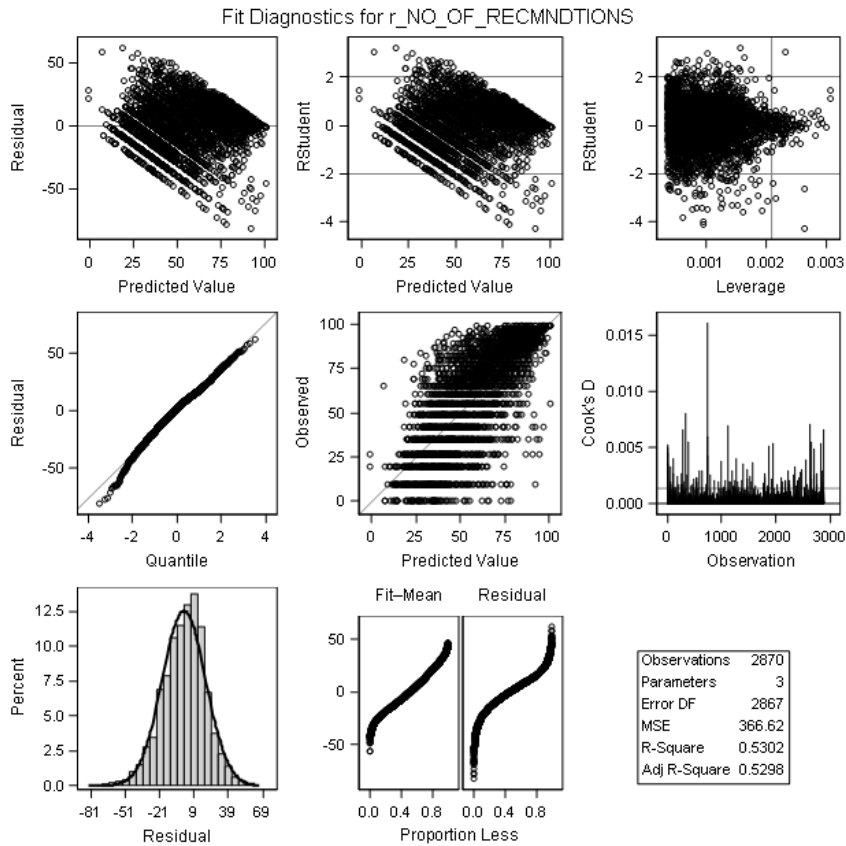 Fit Diagnostics for r_NO_OF_RECMNDTIONS
50
0
-50
Residual
0 25 50 75 100
Predicted Value
2
0
-2
-4
RStudent
0 25 50 75 100
Predicted Value
2
0
-2
-4
RStudent
0.001 0.002 0.003
Leverage
50
0
-50
Residual
-4 -2 0 2 4
Quantile
100
75
50
25
0
Observed
0 25 50 75 100
Predicted Value
0.015
0.010
0.005
0.000
Cook's D
0 1000 2000 3000
Observation
12.5
10.0
7.5
5.0
2.5
0.0
Percent
-81 -51 -21 9 39 69
Residual
Fit–Mean Residual
50
0
-50
0.0 0.4 0.8 0.0 0.4 0.8
Proportion Less
Observations 2870
Parameters 3
Error DF 2867
MSE 366.62
R-Square 0.5302
Adj R-Square 0.5298